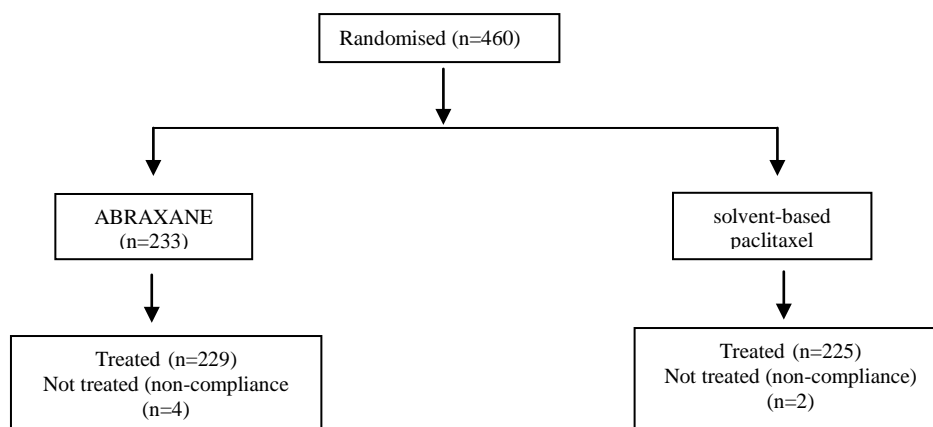 Randomised (n=460)
ABRAXANE
(n=233)
solvent-based
paclitaxel
Treated (n=229)
Not treated (non-compliance
(n=4)
Treated (n=225)
Not treated (non-compliance)
(n=2)